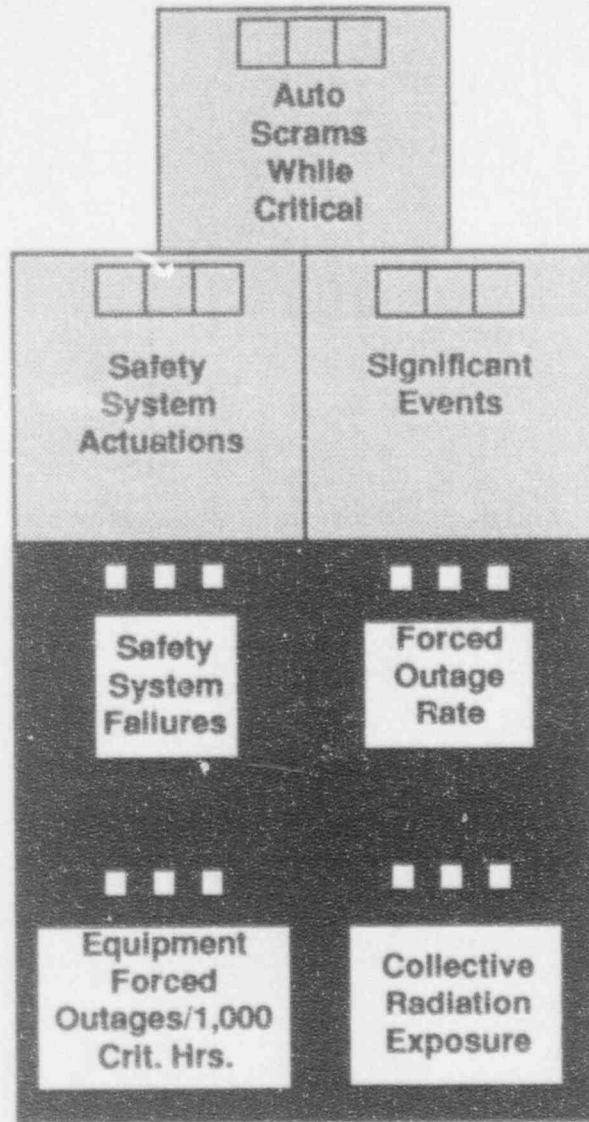 Auto
Scrams
While
Critical
Safety
System
Actuations
Significant
Events
Safety
System
Failures
Forced
Outage
Rate
Equipment
Forced
Outages/1,000
Crit. Hrs.
Collective
Radiation
Exposure